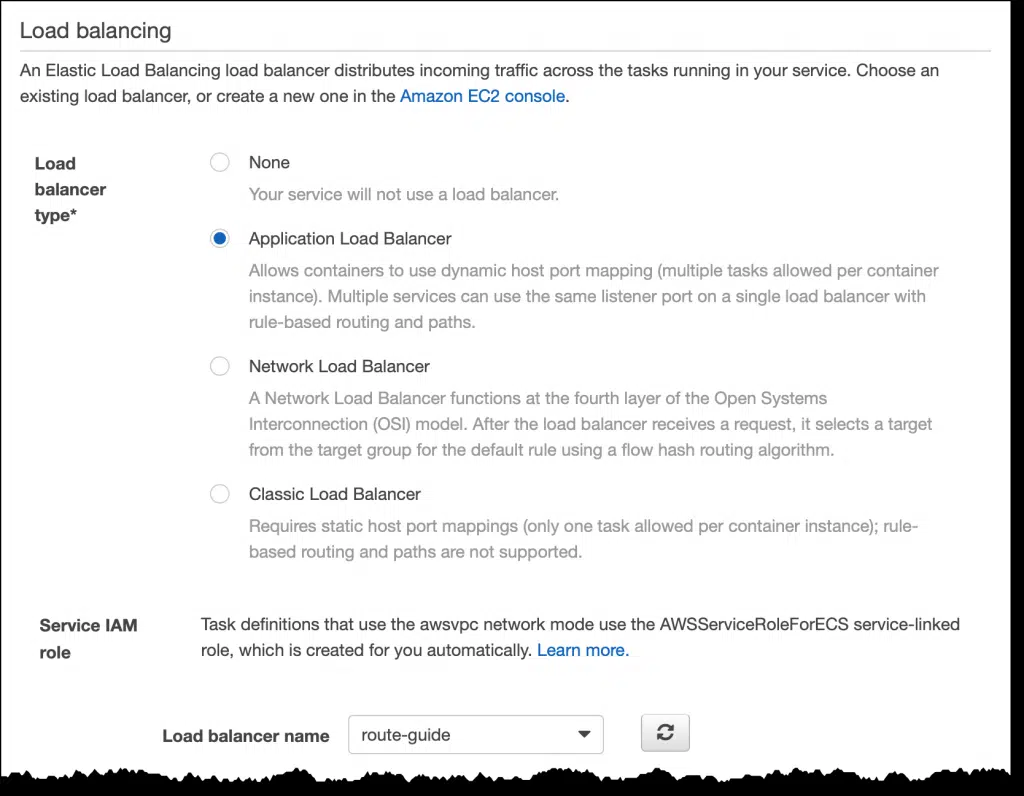 Load balancing
An Elastic Load Balancing load balancer distributes incoming traffic across the tasks running in your service. Choose an
existing load balancer, or create a new one in the Amazon EC2 console.
Load
balancer
type*
None
Your service will not use a load balancer.
Application Load Balancer
Allows containers to use dynamic host port mapping (multiple tasks allowed per container
instance). Multiple services can use the same listener port on a single load balancer with
rule-based routing and paths.
Network Load Balancer
A Network Load Balancer functions at the fourth layer of the Open Systems
Interconnection (OSI) model. After the load balancer receives a request, it selects a target
from the target group for the default rule using a flow hash routing algorithm.
Classic Load Balancer
Requires static host port mappings (only one task allowed per container instance); rule-
based routing and paths are not supported.
Service IAM
role
Task definitions that use the awsvpc network mode use the AWSServiceRoleForECS service-linked
role, which is created for you automatically. Learn more.
Load balancer name
route-guide